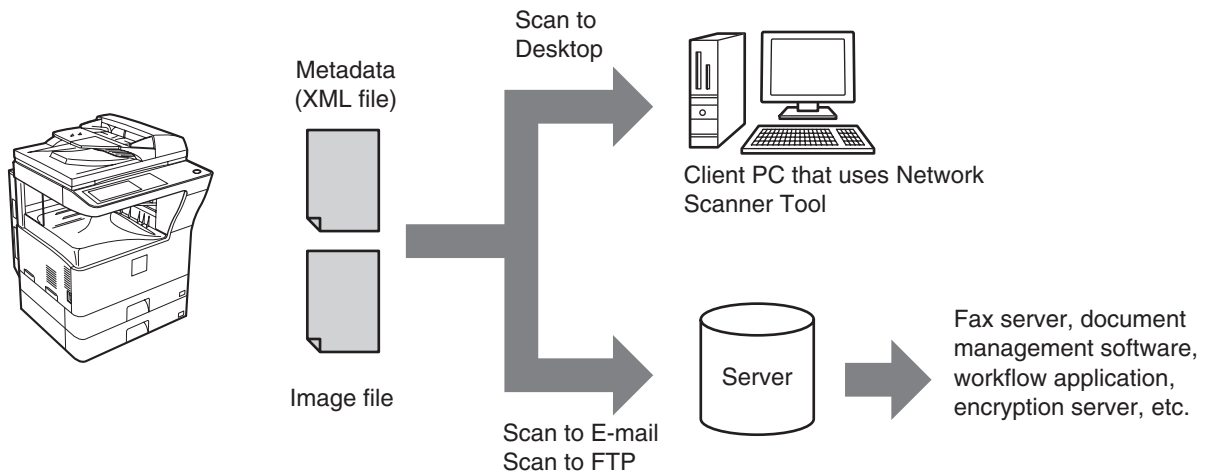 Scan to
Desktop
Metadata
(XML file)
Client PC that uses Network
Scanner Tool
Image file
Server
Fax server, document
management software,
workflow application,
encryption server, etc.
Scan to E-mail
Scan to FTP